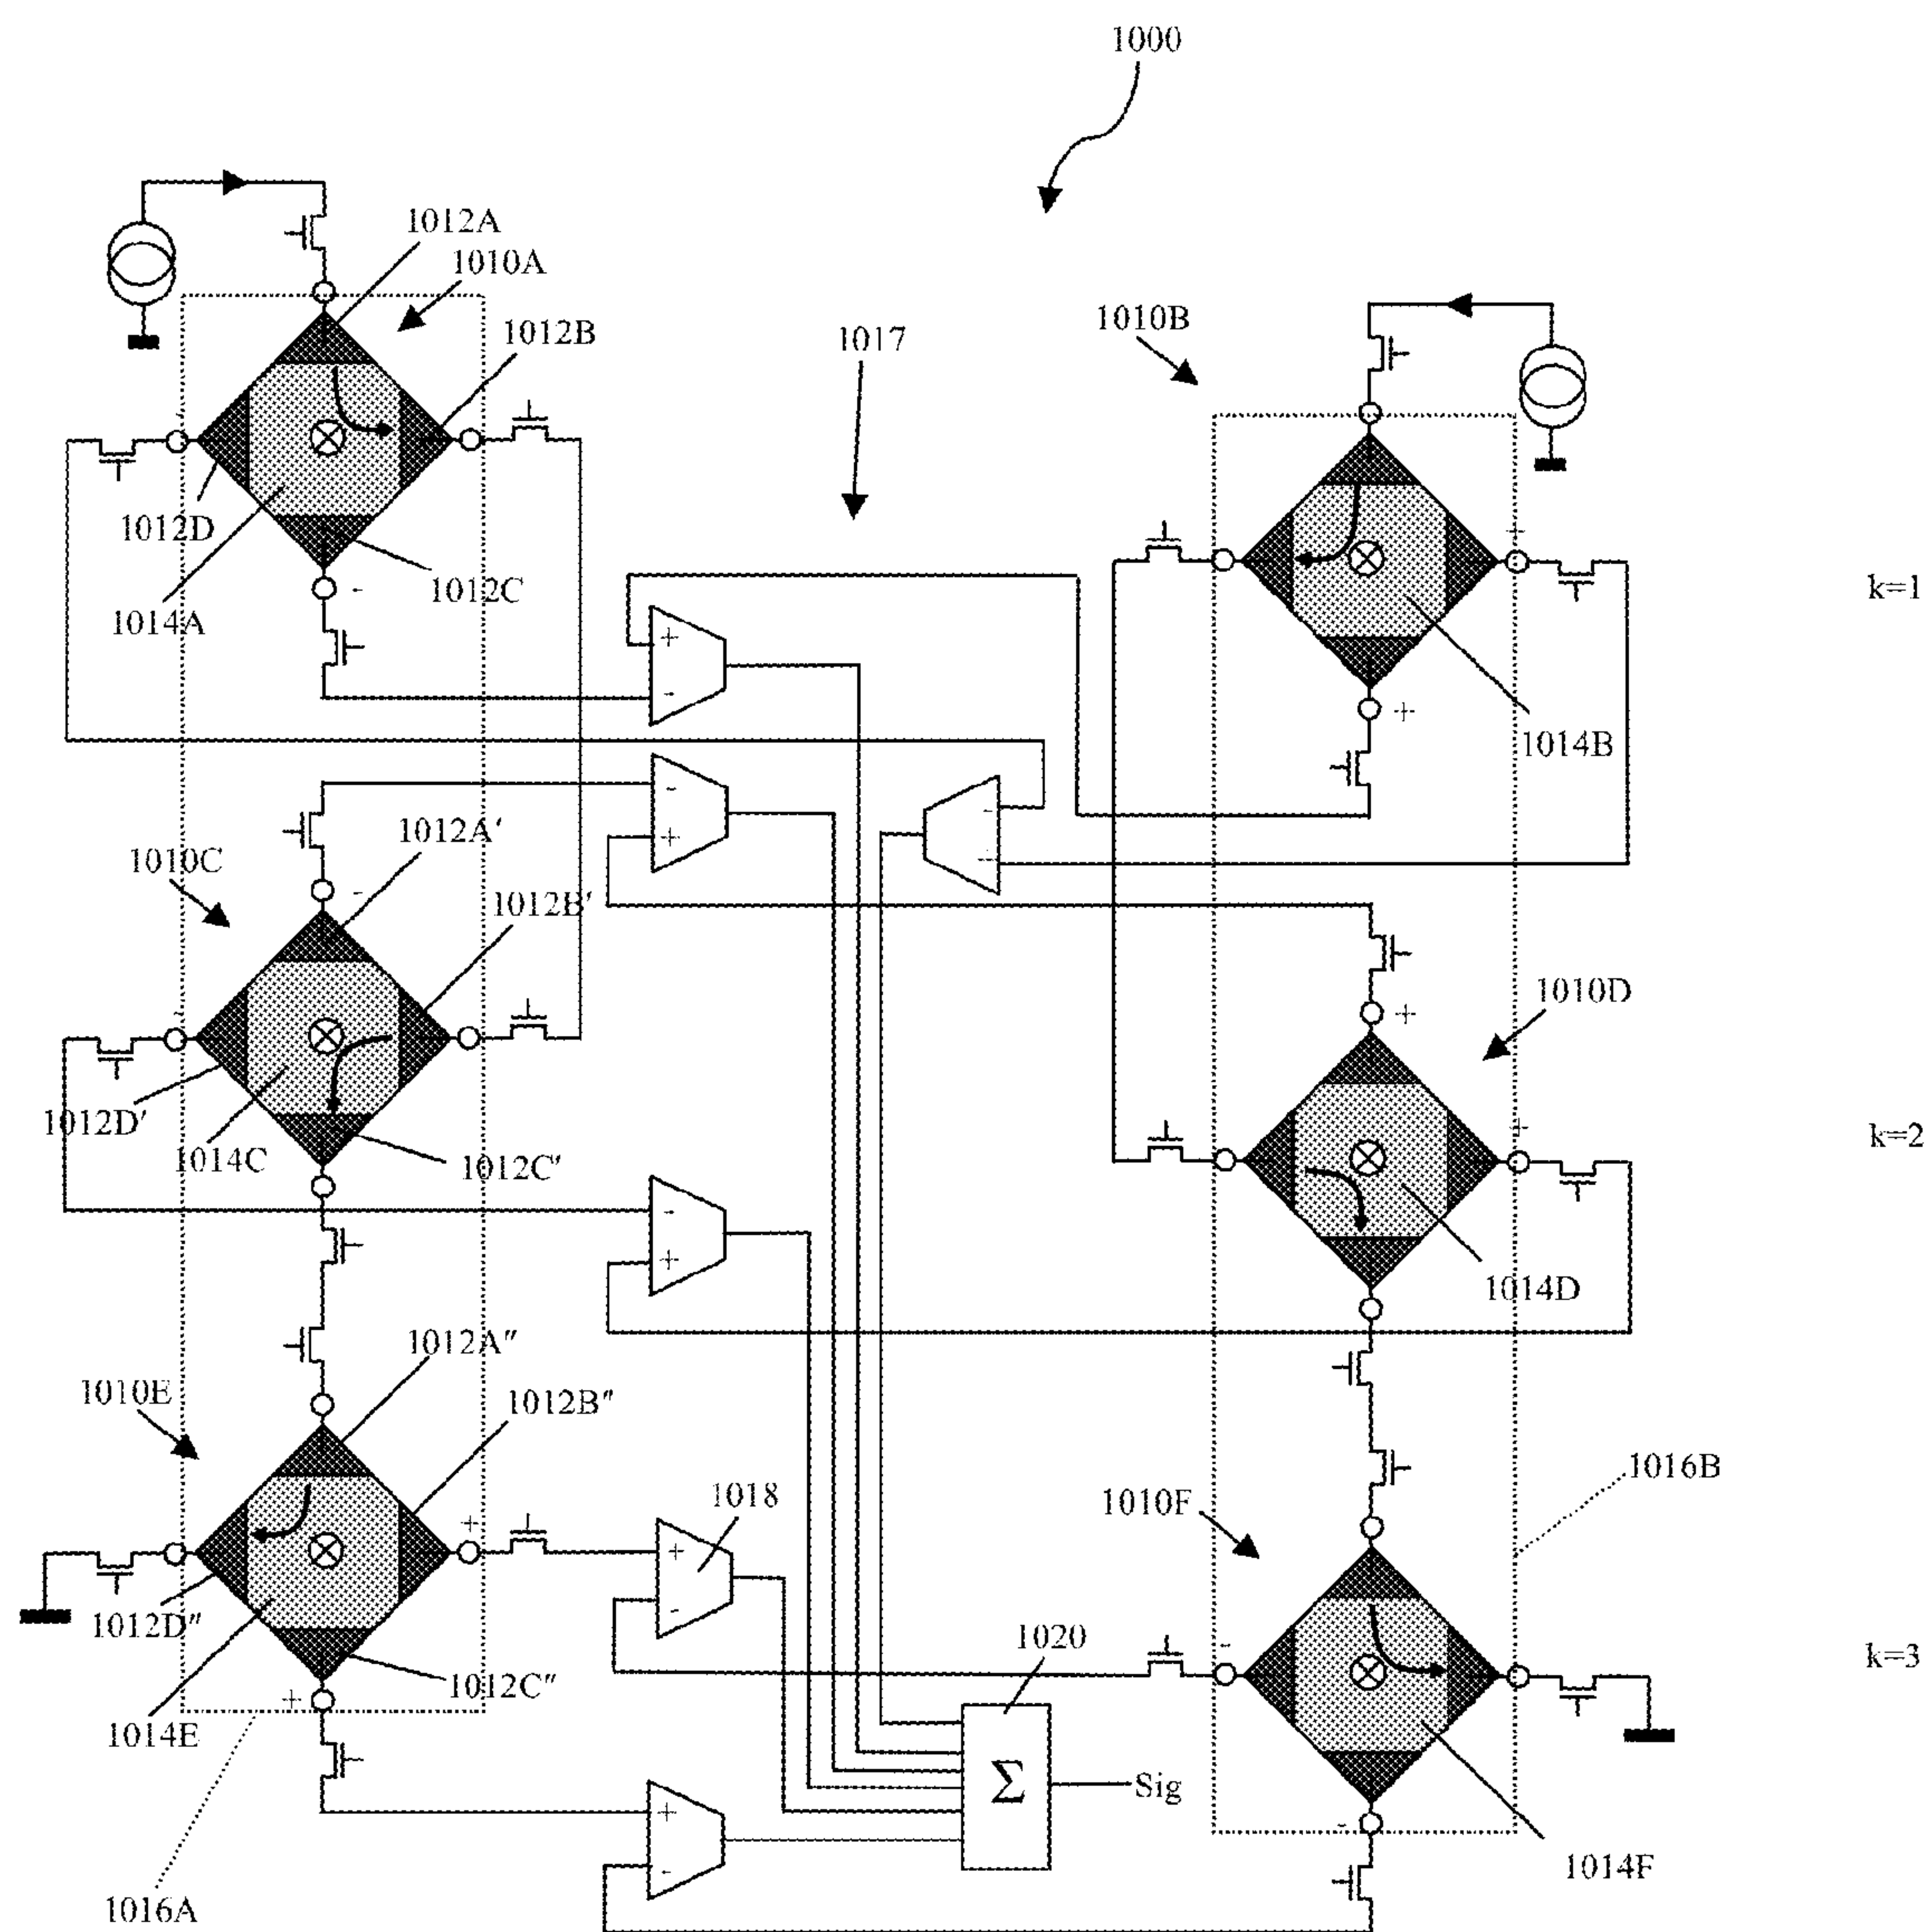 1000
1012A
1010A
1012B
1010B
1017
-
1012D
+
1012C
-
1014A
k=1
+
-
+
1014B
-
+
1012A'
-
+
1010C
-
1012B'
1010D
-
+
1012D'
1014C
1012C'
+
k=2
-
+
1014D
1012A"
1010E
1012B"
1016B
1018
1010F
+
+
-
1012D"
1020
-
k=3
1012C"
+
1014E
Σ
Sig
+
-
-
1014F
1016A